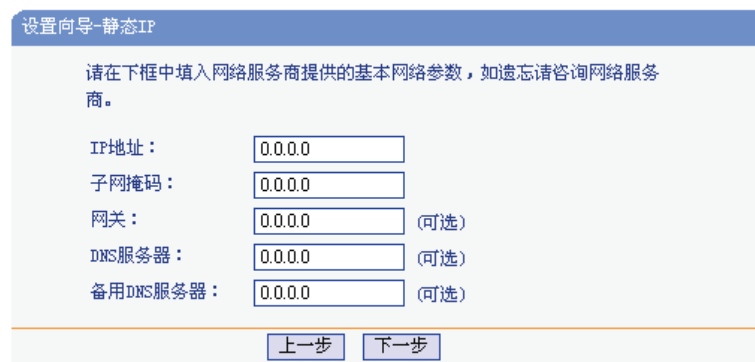 设置向导-静态IP
请在下框中填入网络服务商提供的基本网络参数，如遗忘请咨询网络服务
商。
IP地址： 0.0.0.0
子网掩码： 0.0.0.0
网关： 0.0.0.0 (可选)
DNS服务器： 0.0.0.0 (可选)
备用DNS服务器： 0.0.0.0 (可选)
上一步 下一步